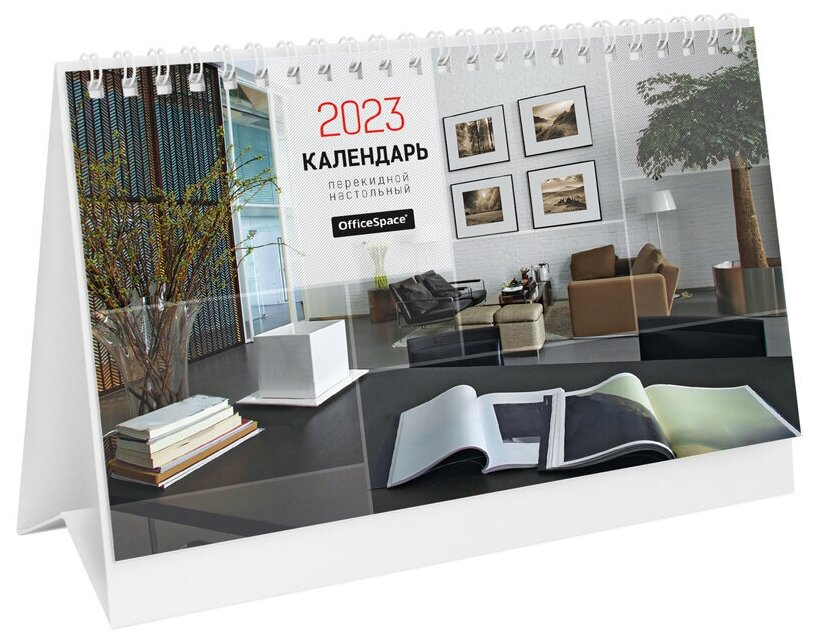 2023
КАЛЕНДАРЬ
перекидной
настольный
OfficeSpace®